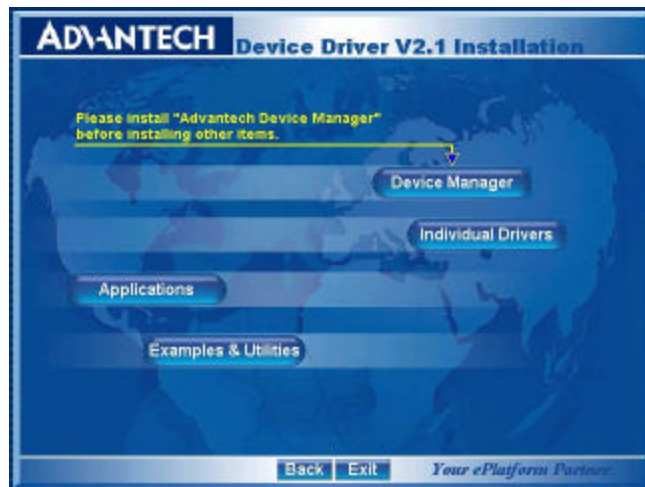 ADVANTECH Device Driver V2.1 Installation
Please install "Advantech Device Manager"
before installing other items.
Device Manager
Individual Drivers
Applications
Examples & Utilities
Back Exit Your ePlatform Partner